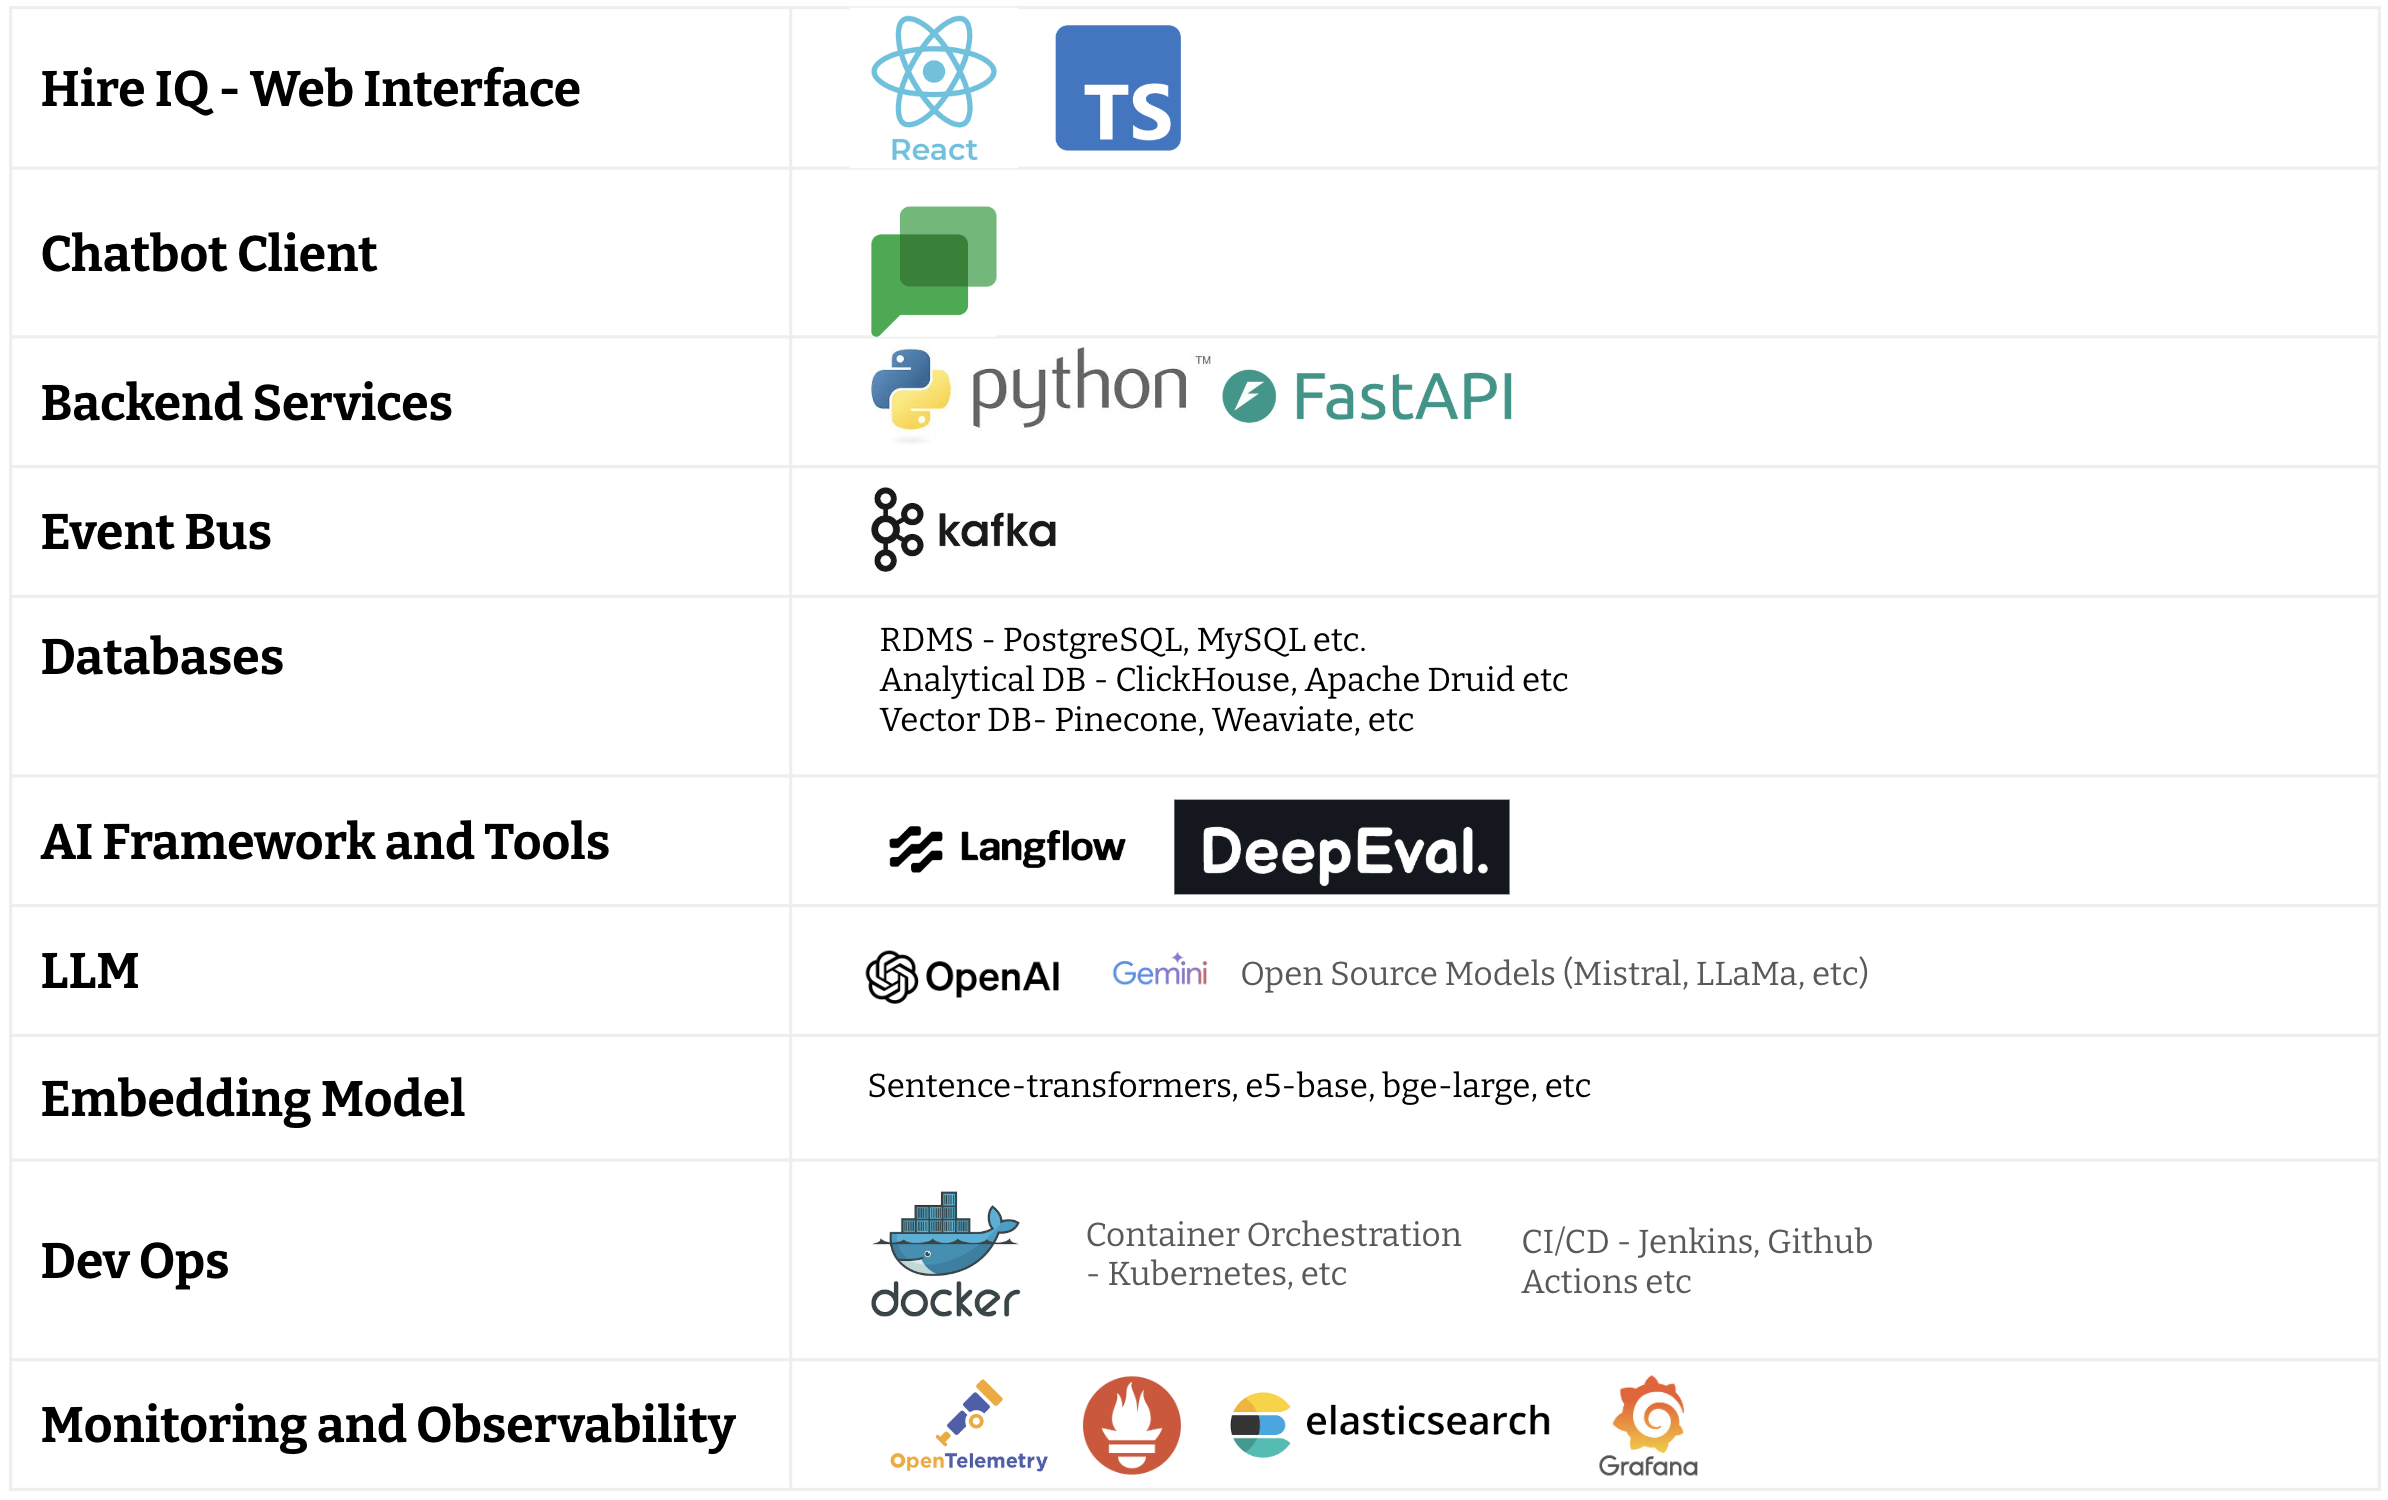 Hire IQ - Web Interface
React
TS
Chatbot Client
Backend Services
python™
FastAPI
Event Bus
kafka
Databases
RDMS - PostgreSQL, MySQL etc.
Analytical DB - ClickHouse, Apache Druid etc
Vector DB- Pinecone, Weaviate, etc
AI Framework and Tools
Langflow
DeepEval.
LLM
OpenAI
Gemini
Open Source Models (Mistral, LLaMa, etc)
Embedding Model
Sentence-transformers, e5-base, bge-large, etc
Dev Ops
docker
Container Orchestration
- Kubernetes, etc
CI/CD - Jenkins, Github
Actions etc
Monitoring and Observability
OpenTelemetry
elasticsearch
Grafana